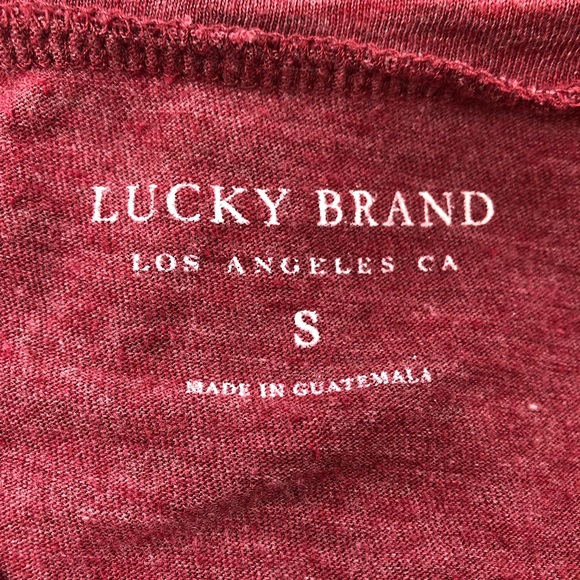 LUCKY BRAND
LOS ANGELES CA
S
MADE IN GUATEMALA